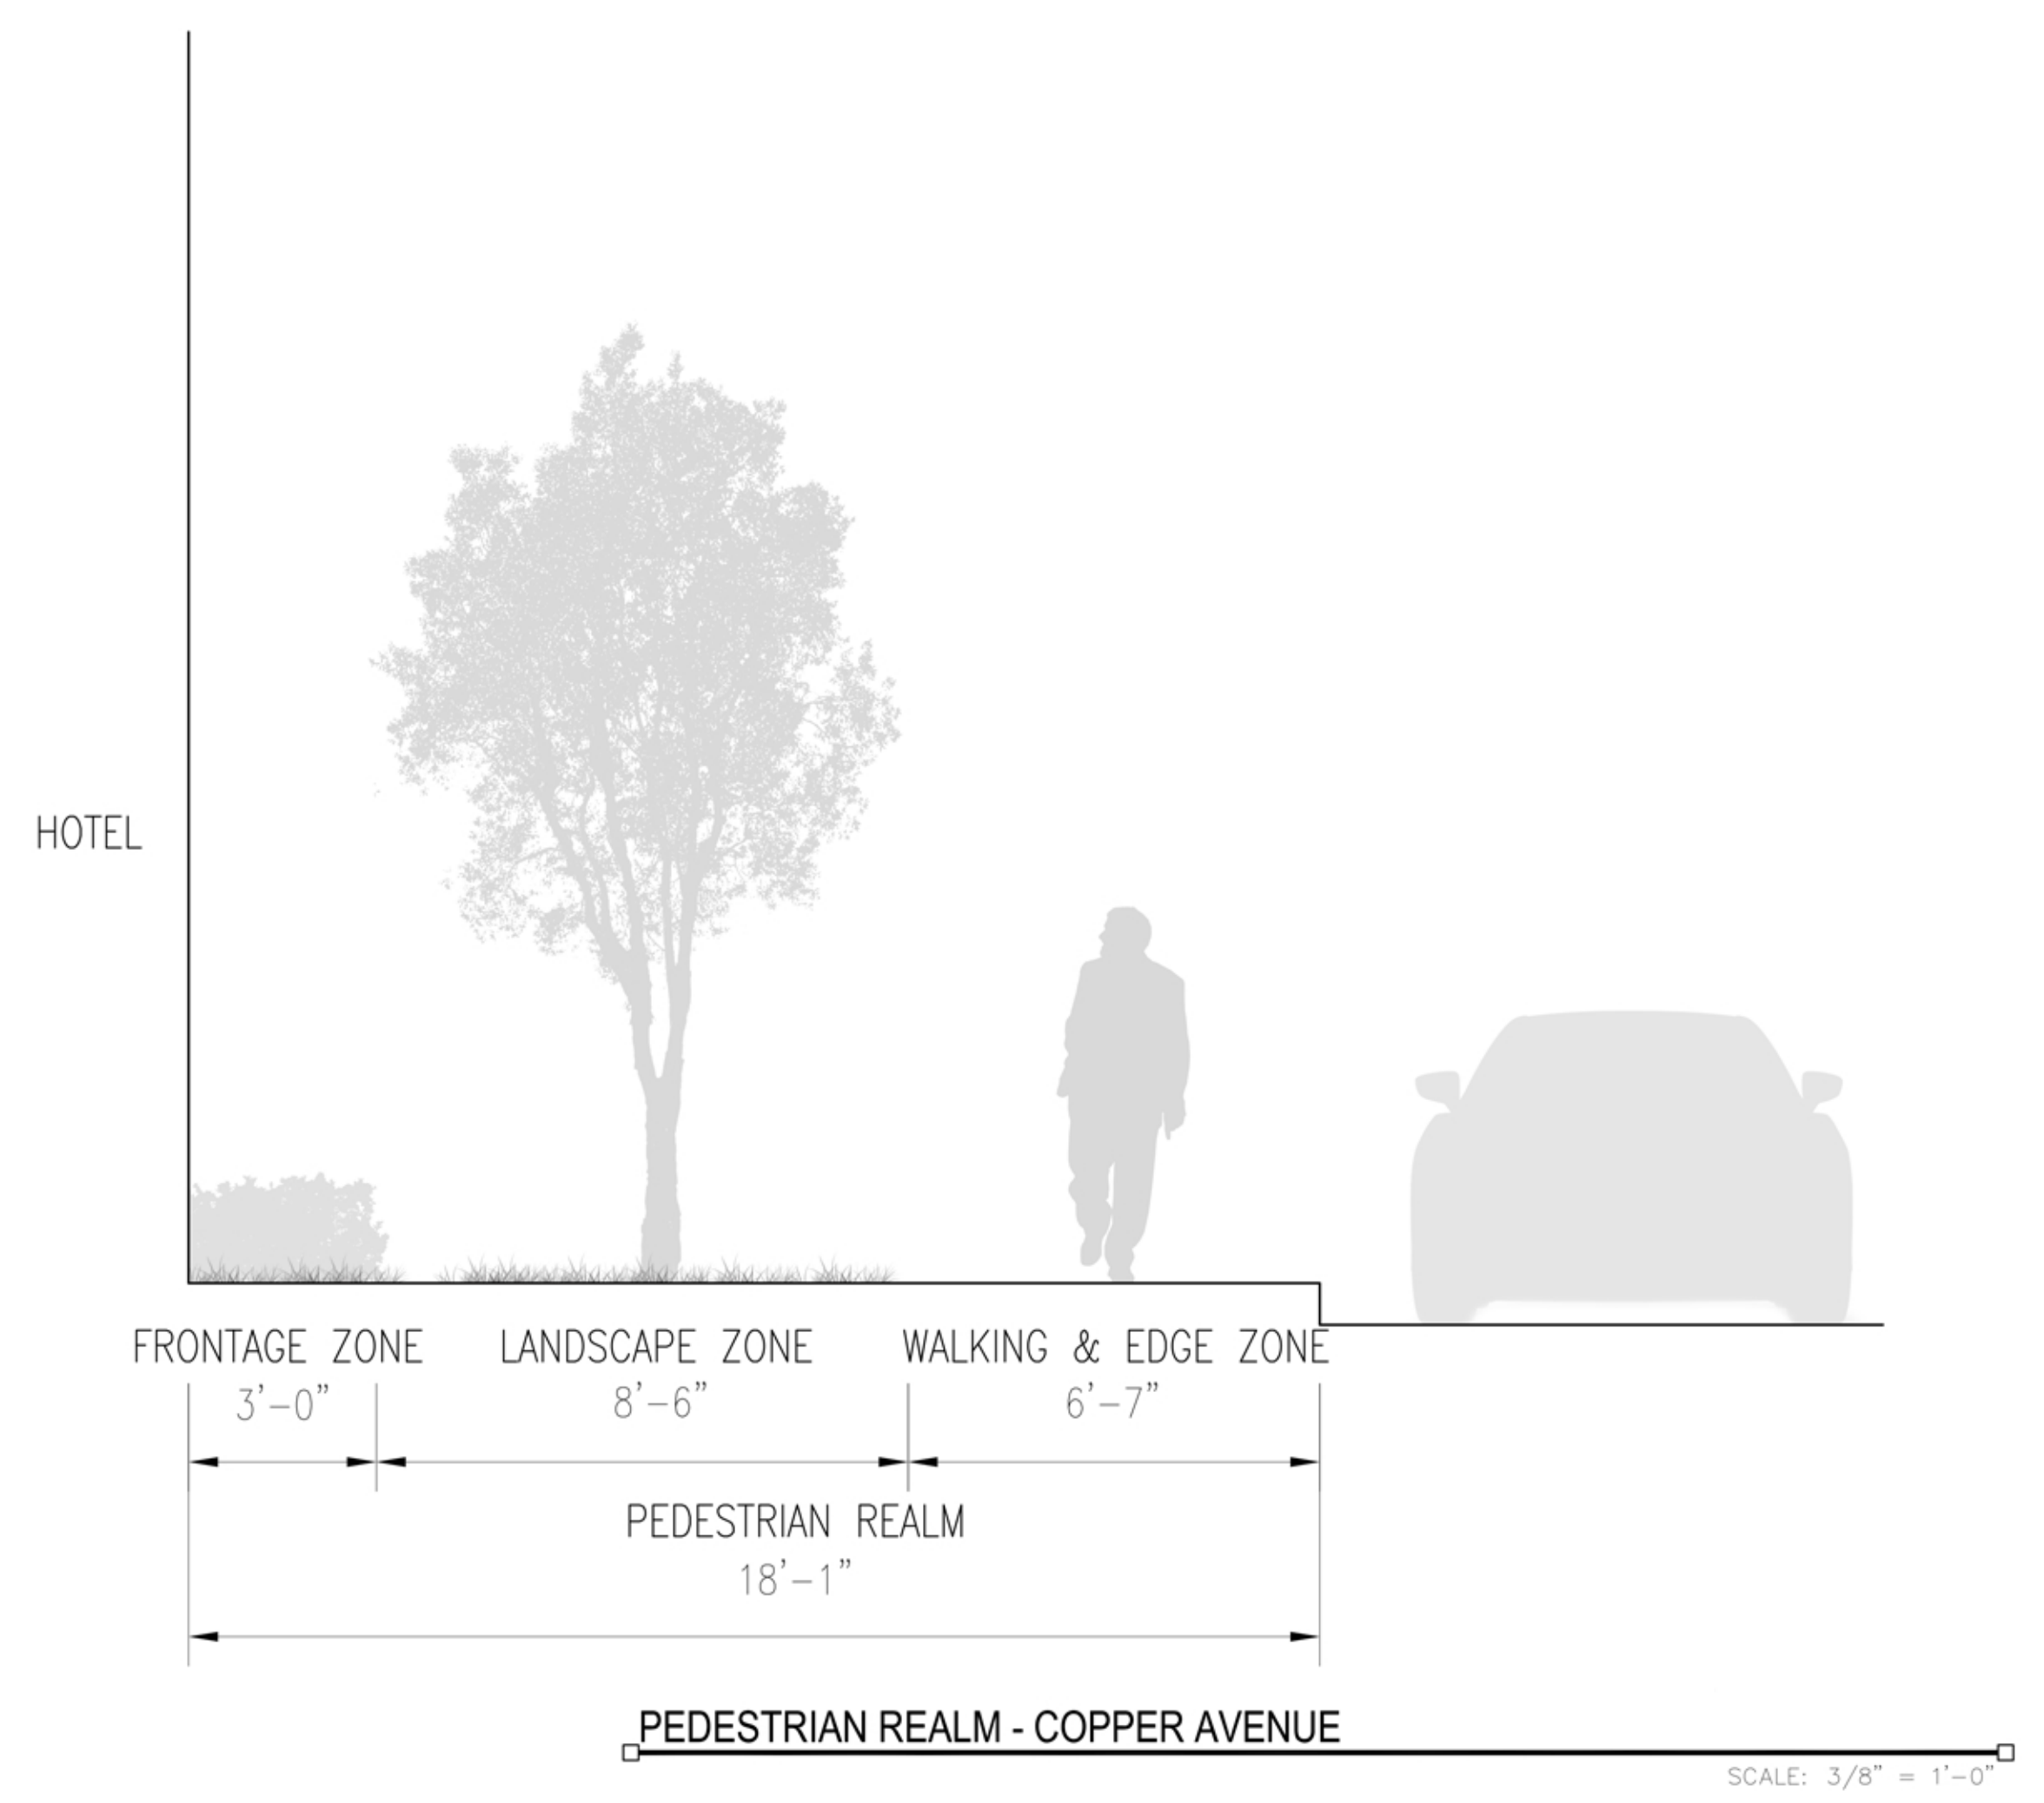 HOTEL
FRONTAGE ZONE LANDSCAPE ZONE WALKING & EDGE ZONE
3'-0" 8'-6" 6'-7"
PEDESTRIAN REALM
18'-1"
PEDESTRIAN REALM - COPPER AVENUE
SCALE: 3/8" = 1'-0"